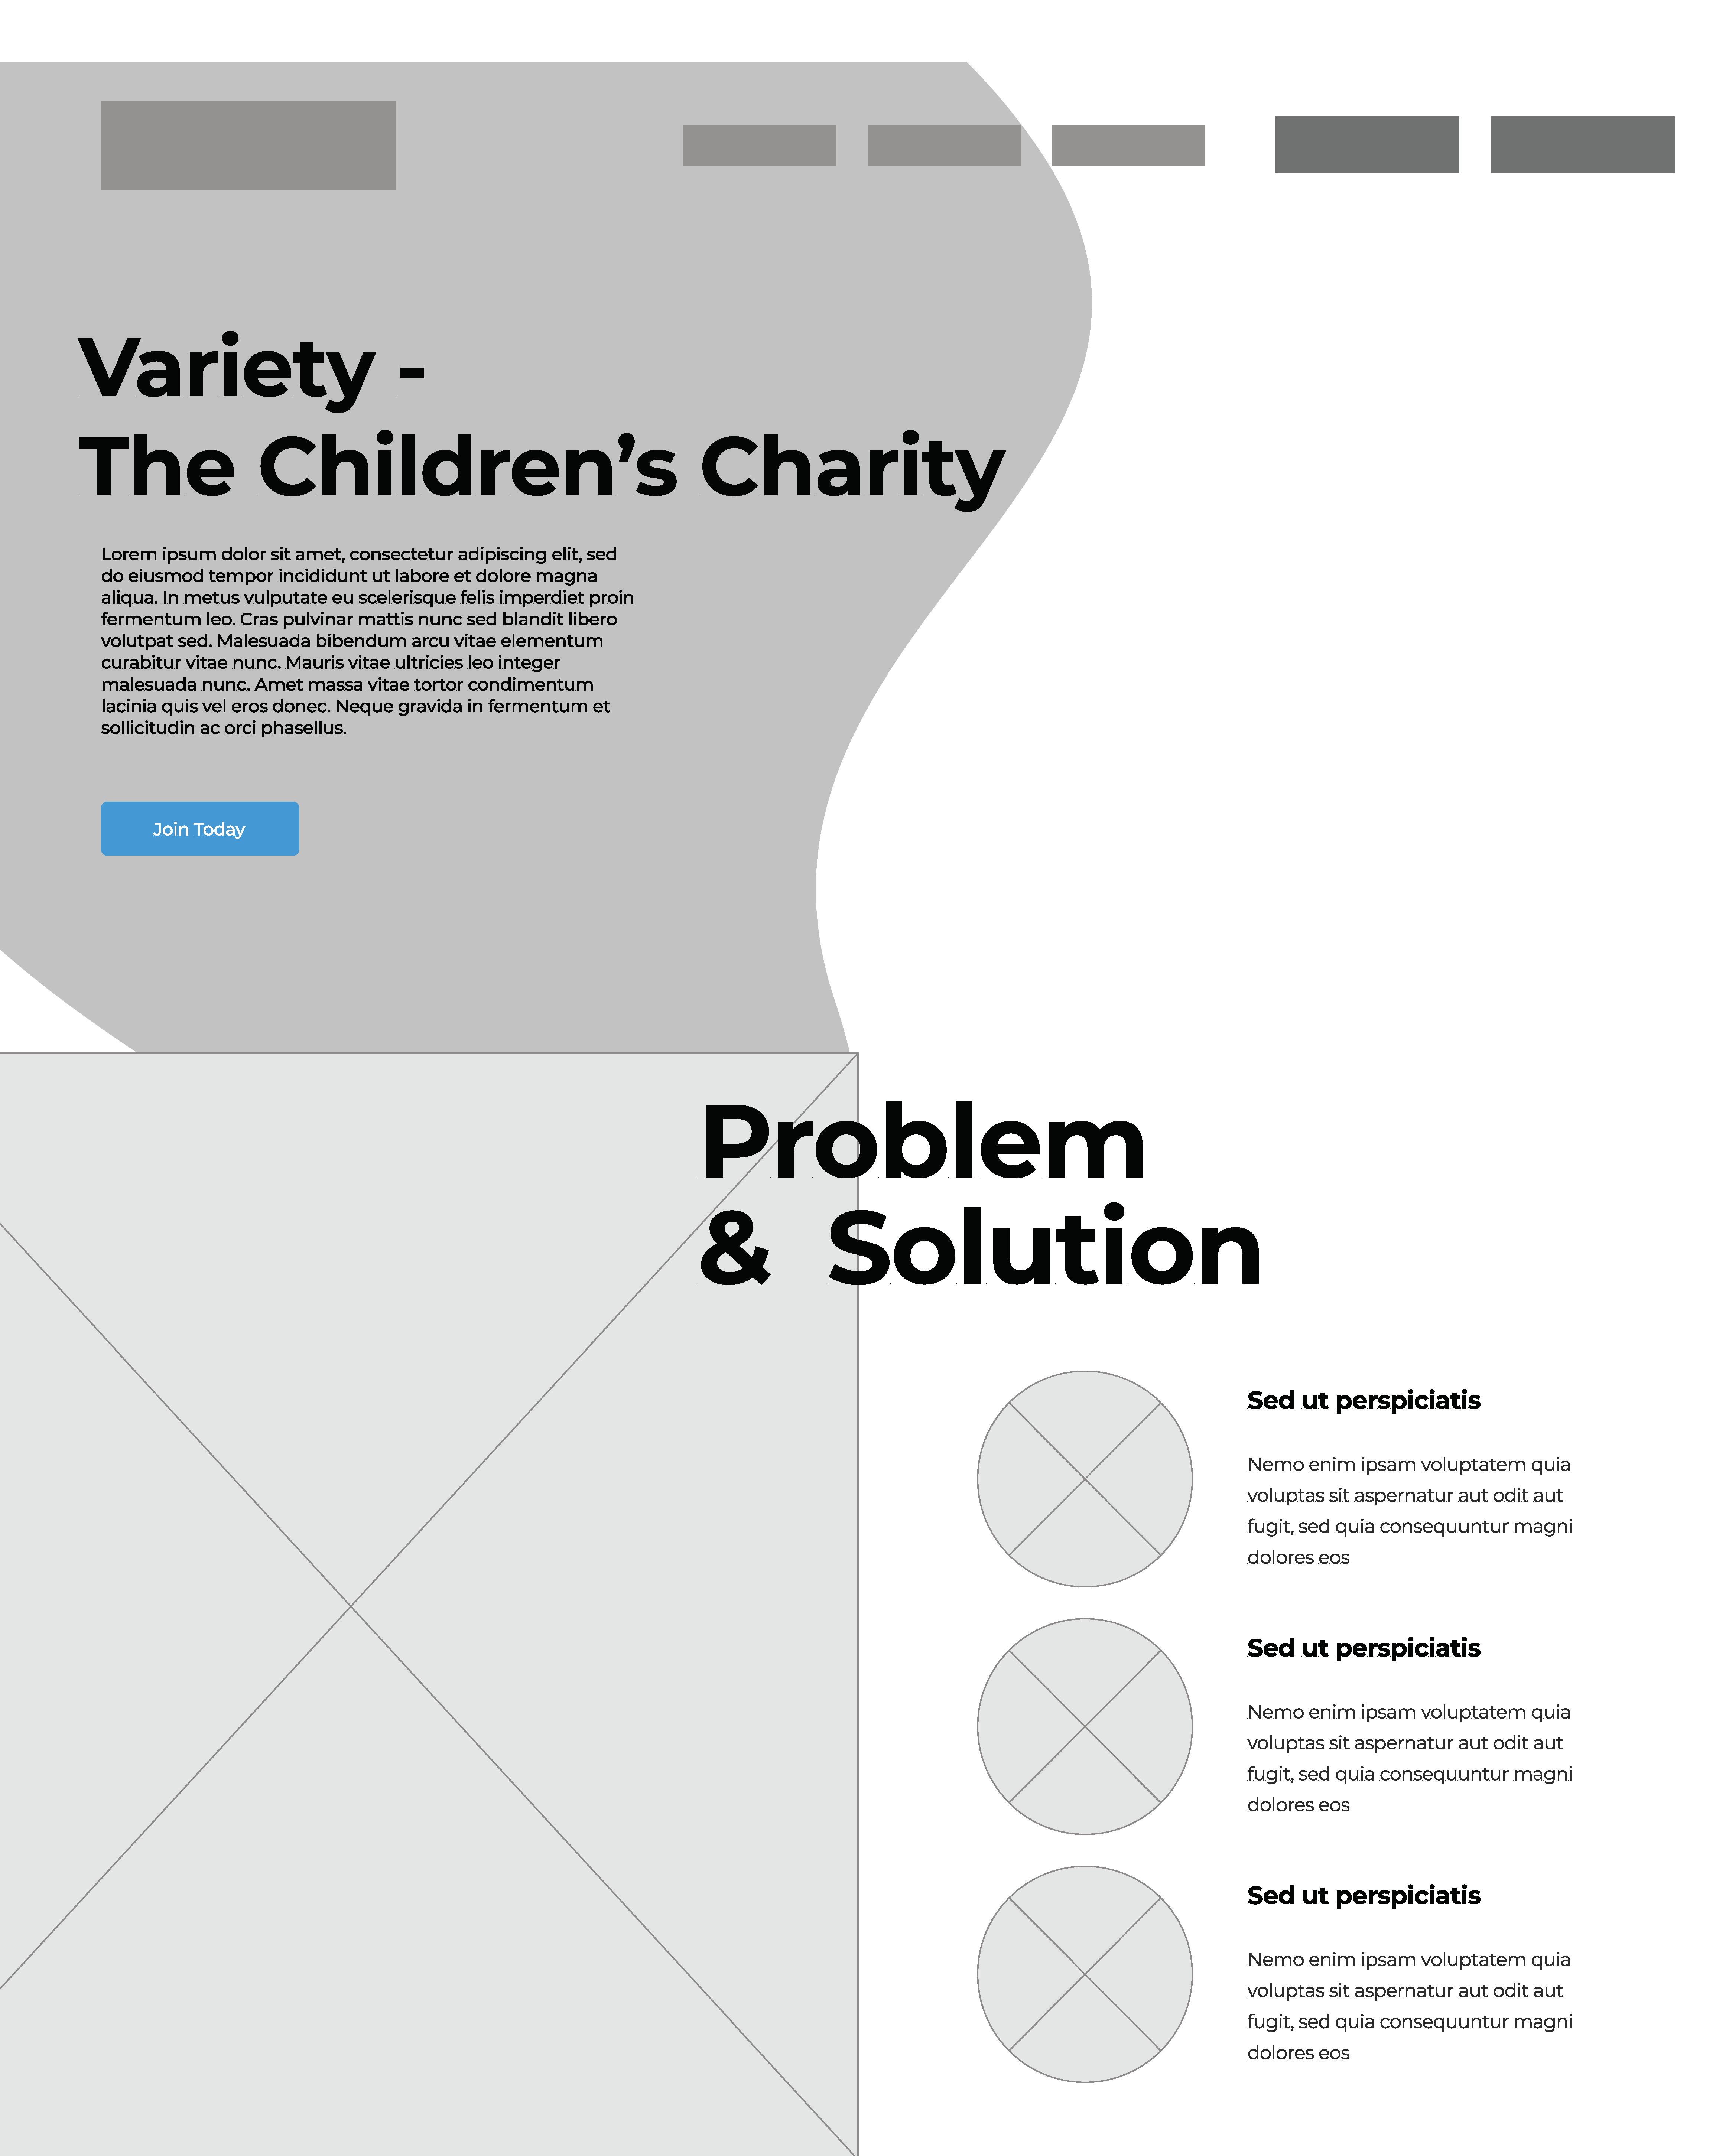 Variety -
The Children’s Charity
Lorem ipsum dolor sit amet, consectetur adipiscing elit, sed
do eiusmod tempor incididunt ut labore et dolore magna
aliqua. In metus vulputate eu scelerisque felis imperdiet proin
fermentum leo. Cras pulvinar mattis nunc sed blandit libero
volutpat sed. Malesuada bibendum arcu vitae elementum
curabitur vitae nunc. Mauris vitae ultricies leo integer
malesuada nunc. Amet massa vitae tortor condimentum
lacinia quis vel eros donec. Neque gravida in fermentum et
sollicitudin ac orci phasellus.
Join Today
Problem
& Solution
Sed ut perspiciatis
Nemo enim ipsam voluptatem quia
voluptas sit aspernatur aut odit aut
fugit, sed quia consequuntur magni
dolores eos
Sed ut perspiciatis
Nemo enim ipsam voluptatem quia
voluptas sit aspernatur aut odit aut
fugit, sed quia consequuntur magni
dolores eos
Sed ut perspiciatis
Nemo enim ipsam voluptatem quia
voluptas sit aspernatur aut odit aut
fugit, sed quia consequuntur magni
dolores eos